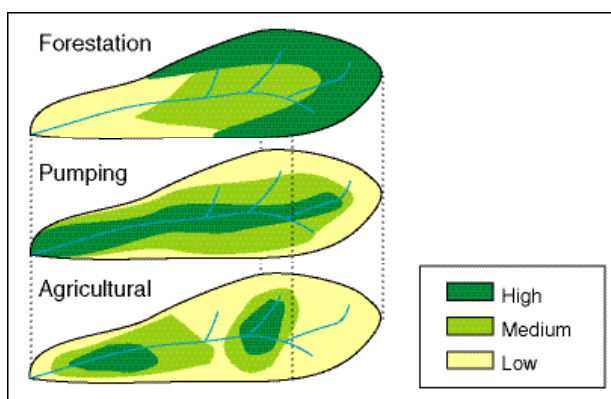 Forestation
Pumping
Agricultural
High
Medium
Low